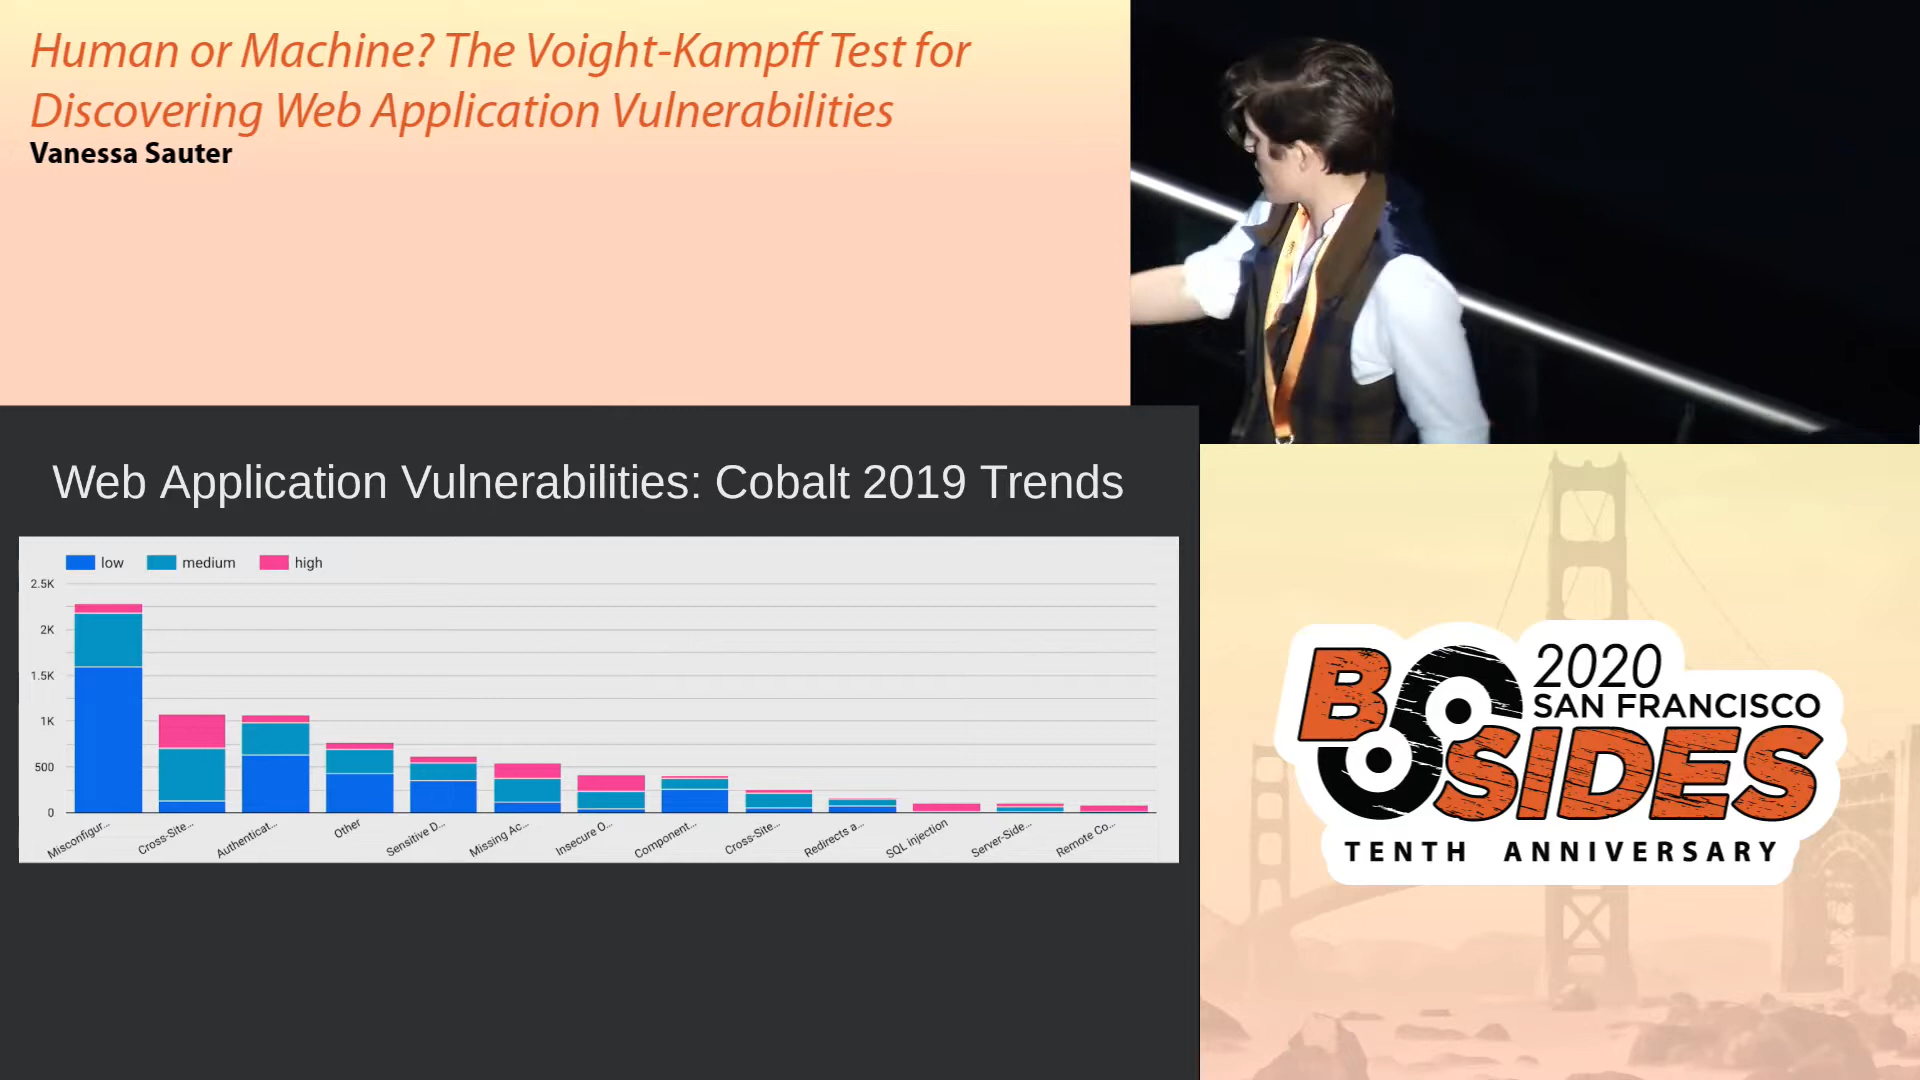 Human or Machine? The Voight-Kampff Test for
Discovering Web Application Vulnerabilities
Vanessa Sauter
Web Application Vulnerabilities: Cobalt 2019 Trends
low medium high
2.5K
2K
1.5K
1K
500
0
Misconfigur...
Cross-Site...
Authenticat...
Other
Sensitive D...
Missing Ac...
Insecure O...
Component...
Cross-Site...
Redirects a...
SQL injection
Server-Side...
Remote Co...
2020
SAN FRANCISCO
BSIDES
TENTH ANNIVERSARY